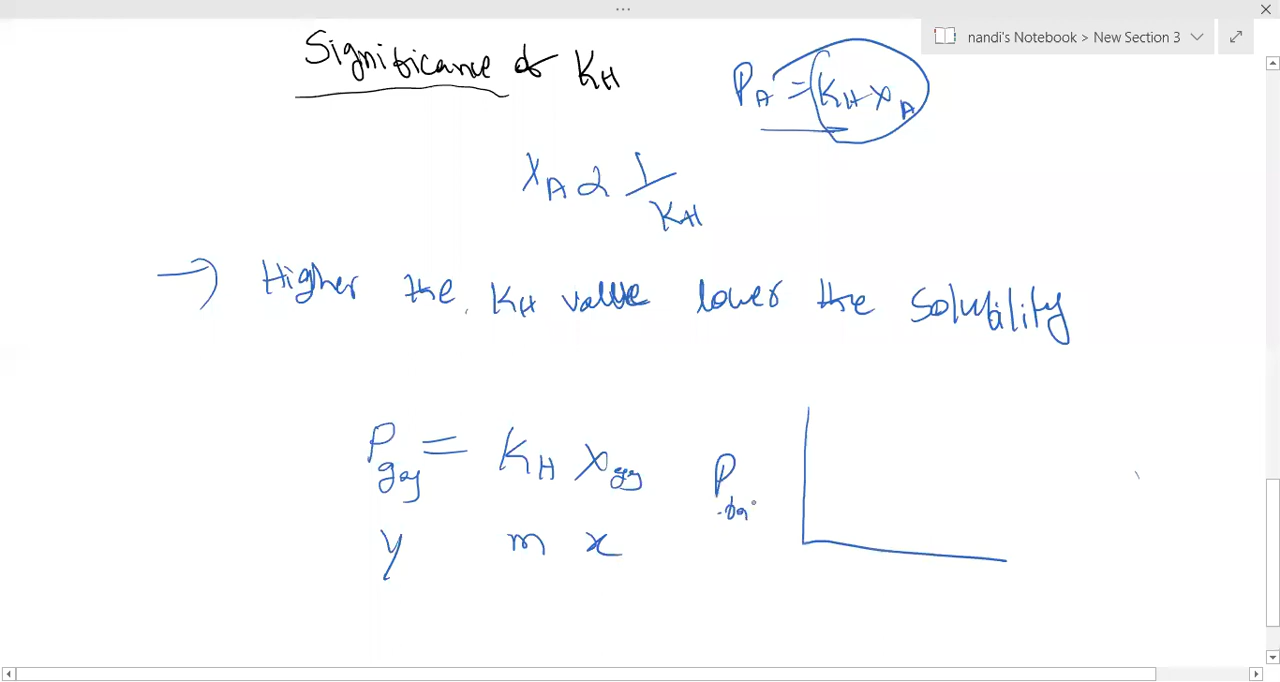 nandi's Notebook > New Section 3
Significance of KH
PA = KH XA
XA ∝ 1/KH
→ Higher the KH value lower the solubility
Pgas = KH Xgas
y m x
P